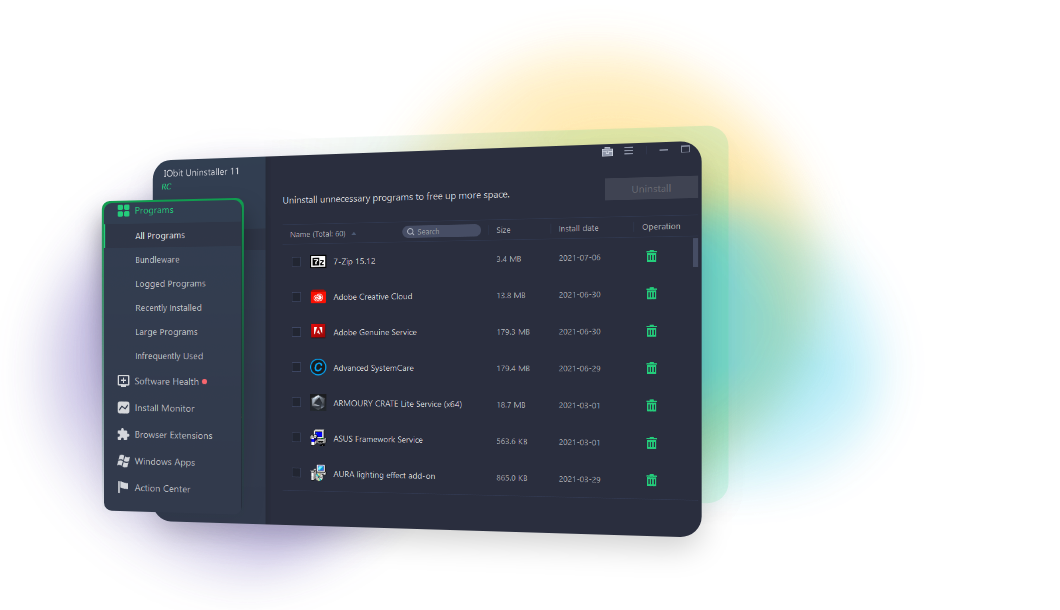 IObit Uninstaller 11
RC
Programs
All Programs
Bundleware
Logged Programs
Recently Installed
Large Programs
Infrequently Used
Software Health
Install Monitor
Browser Extensions
Windows Apps
Action Center
Uninstall unnecessary programs to free up more space.
Uninstall
Name (Total: 60) Search Size Install date Operation
7z 7-Zip 15.12 3.4 MB 2021-07-06
Adobe Creative Cloud 13.8 MB 2021-06-30
Adobe Genuine Service 179.3 MB 2021-06-30
Advanced SystemCare 179.4 MB 2021-06-29
ARMOURY CRATE Lite Service (x64) 18.7 MB 2021-03-01
ASUS Framework Service 563.6 KB 2021-03-01
AURA lighting effect add-on 865.0 KB 2021-03-29